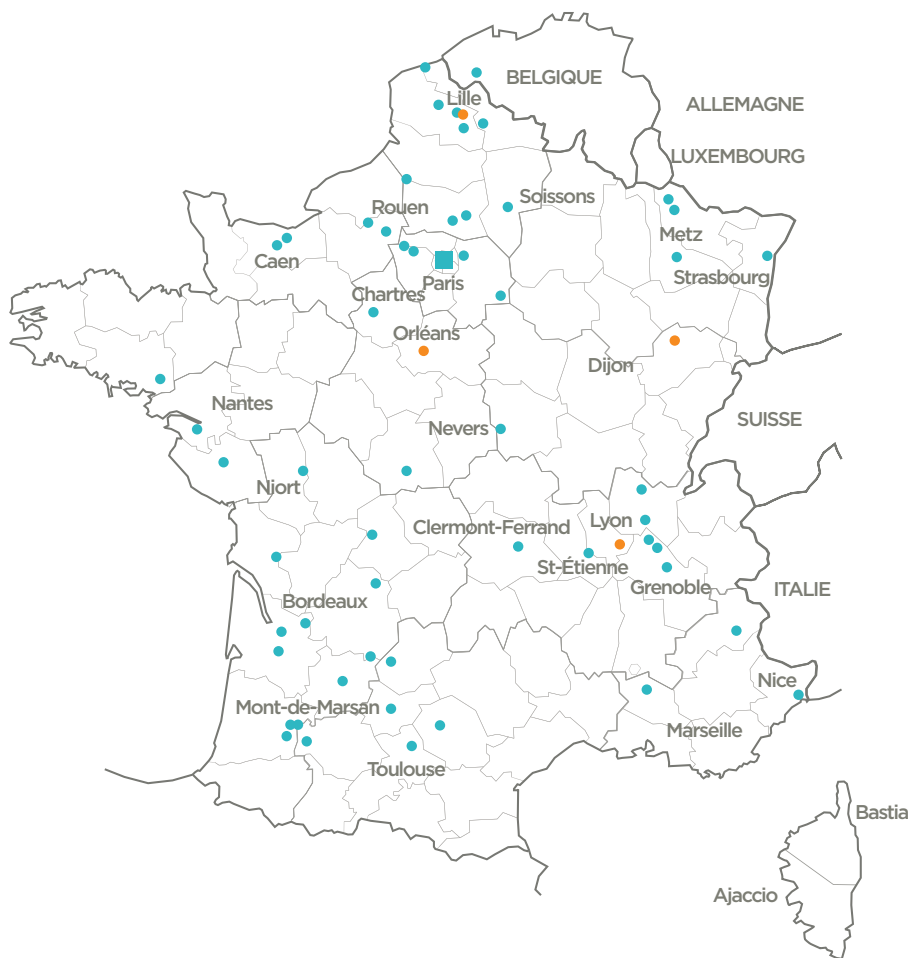 BELGIQUE
Lille
ALLEMAGNE
LUXEMBOURG
Soissons
Rouen
Metz
Caen
Strasbourg
Paris
Chartres
Orléans
Dijon
Nantes
SUISSE
Nevers
Niort
Clermont-Ferrand
Lyon
St-Étienne
Grenoble
ITALIE
Bordeaux
Nice
Mont-de-Marsan
Marseille
Toulouse
Bastia
Ajaccio